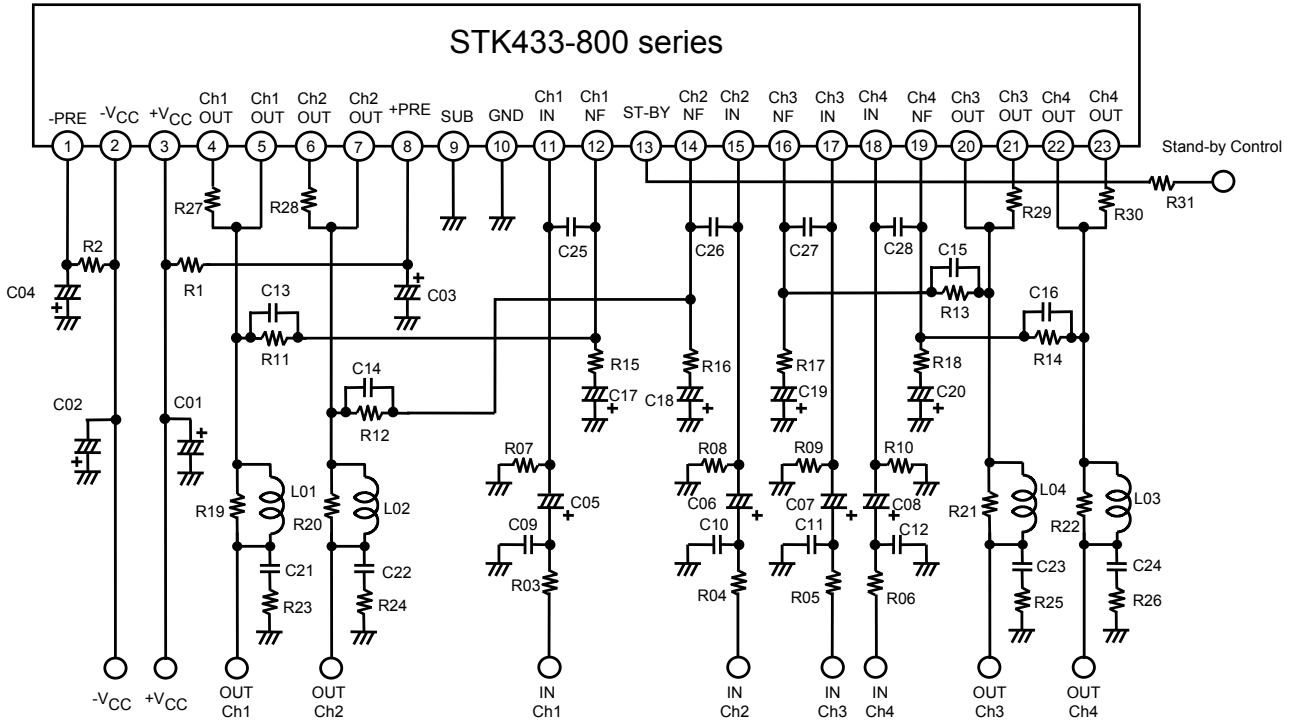 STK433-800 series
-PRE
-VCC
+VCC
Ch1
OUT
Ch1
OUT
Ch2
OUT
Ch2
OUT
+PRE
SUB
GND
Ch1
IN
Ch1
NF
ST-BY
Ch2
NF
Ch2
IN
Ch3
NF
Ch3
IN
Ch4
IN
Ch4
NF
Ch3
OUT
Ch3
OUT
Ch4
OUT
Ch4
OUT
1 2 3 4 5 6 7 8 9 10 11 12 13 14 15 16 17 18 19 20 21 22 23
Stand-by Control
R31
R27
R28
R29
R30
C25
C26
C27
C28
R2
R1
C04
C03
C15
R13
C13
R11
C16
R14
C14
R12
R15
C17
R16
C18
R17
C19
R18
C20
C02
C01
R07
R08
R09
R10
R19
L01
R20
L02
C05
C06
C07
C08
R21
L04
R22
L03
C09
C10
C11
C12
C21
C22
C23
C24
R03
R04
R05
R06
R23
R24
R25
R26
-VCC
+VCC
OUT
Ch1
OUT
Ch2
IN
Ch1
IN
Ch2
IN
Ch3
IN
Ch4
OUT
Ch3
OUT
Ch4